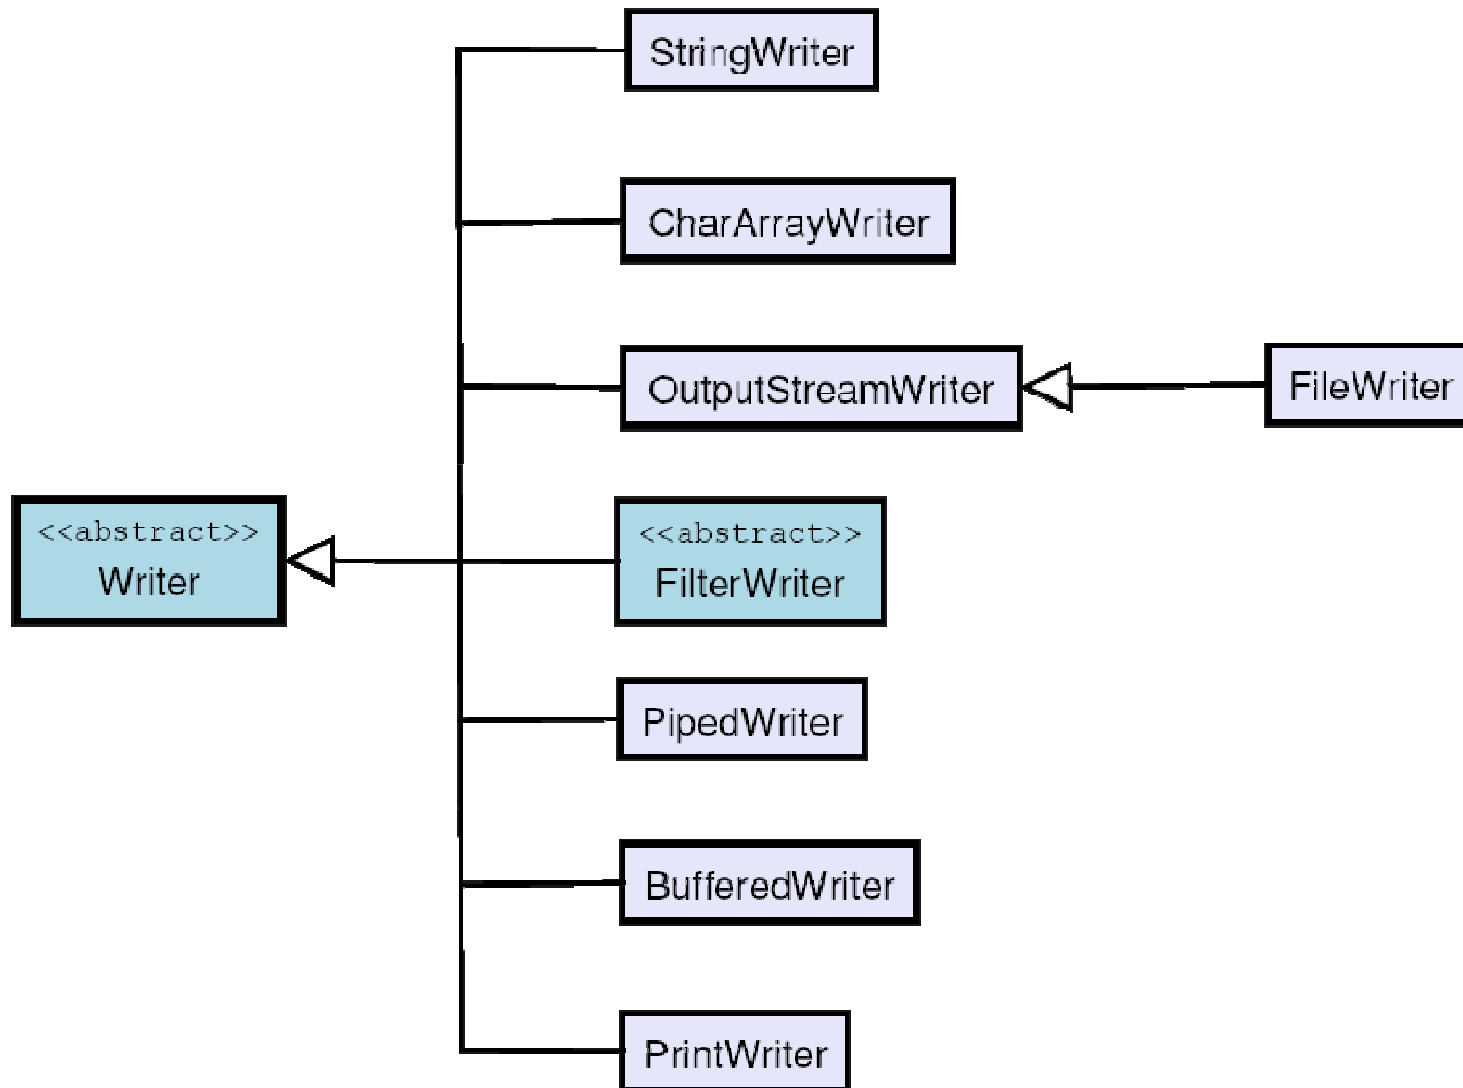 StringWriter
CharArrayWriter
OutputStreamWriter
FileWriter
<<abstract>>
Writer
<<abstract>>
FilterWriter
PipedWriter
BufferedWriter
PrintWriter